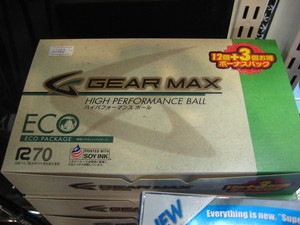 12個+3個お得
ボーナスパック
GEAR MAX
HIGH PERFORMANCE BALL
ハイパフォーマンス ボール
ECO
ECO PACKAGE
R70
PRINTED WITH
SOY INK
NEW
Everything is new. "Supe